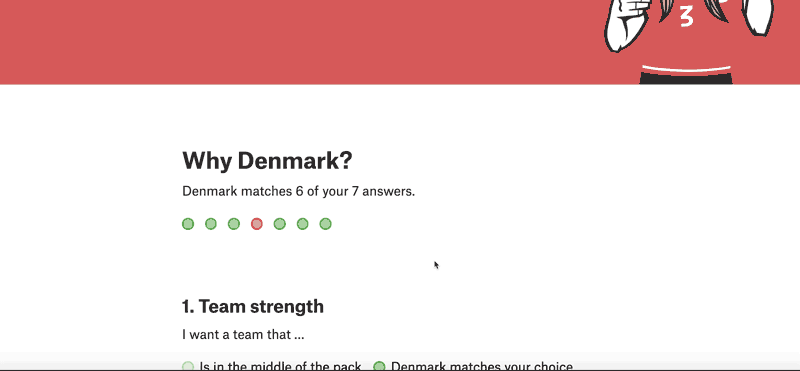 3
Why Denmark?
Denmark matches 6 of your 7 answers.
1. Team strength
I want a team that ...
Is in the middle of the pack Denmark matches your choice